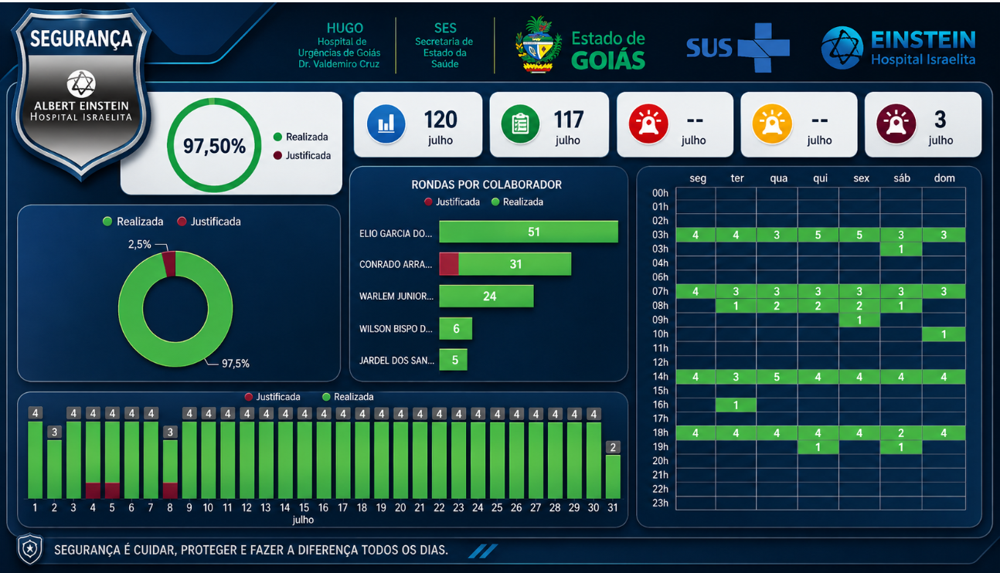 SEGURANÇA
ALBERT EINSTEIN
HOSPITAL ISRAELITA
HUGO
Hospital de
Urgências de Goiás
Dr. Valdemiro Cruz
SES
Secretaria de
Estado da
Saúde
Estado de
GOIÁS
SUS
EINSTEIN
Hospital Israelita
97,50%
Realizada
Justificada
120
julho
117
julho
--
julho
--
julho
3
julho
Realizada Justificada
2,5%
97,5%
RONDAS POR COLABORADOR
Justificada Realizada
ELIO GARCIA DO... 51
CONRADO ARRA... 31
WARLEM JUNIOR... 24
WILSON BISPO D... 6
JARDEL DOS SAN... 5
seg ter qua qui sex sáb dom
00h
01h
02h
03h 4 4 3 5 5 3 3
03h 1
04h
06h
07h 4 3 3 3 3 3 3
08h 1 2 2 2 1
09h 1
10h 1
11h
12h
14h 4 3 5 4 4 4 4
15h
16h 1
17h
18h 4 4 4 4 4 2 4
19h 1 1
20h
21h
22h
23h
Justificada Realizada
4 3 4 4 4 4 4 3 4 4 4 4 4 4 4 4 4 4 4 4 4 4 4 4 4 4 4 4 4 4 2
1 2 3 4 5 6 7 8 9 10 11 12 13 14 15 16 17 18 19 20 21 22 23 24 25 26 27 28 29 30 31
julho
SEGURANÇA É CUIDAR, PROTEGER E FAZER A DIFERENÇA TODOS OS DIAS.